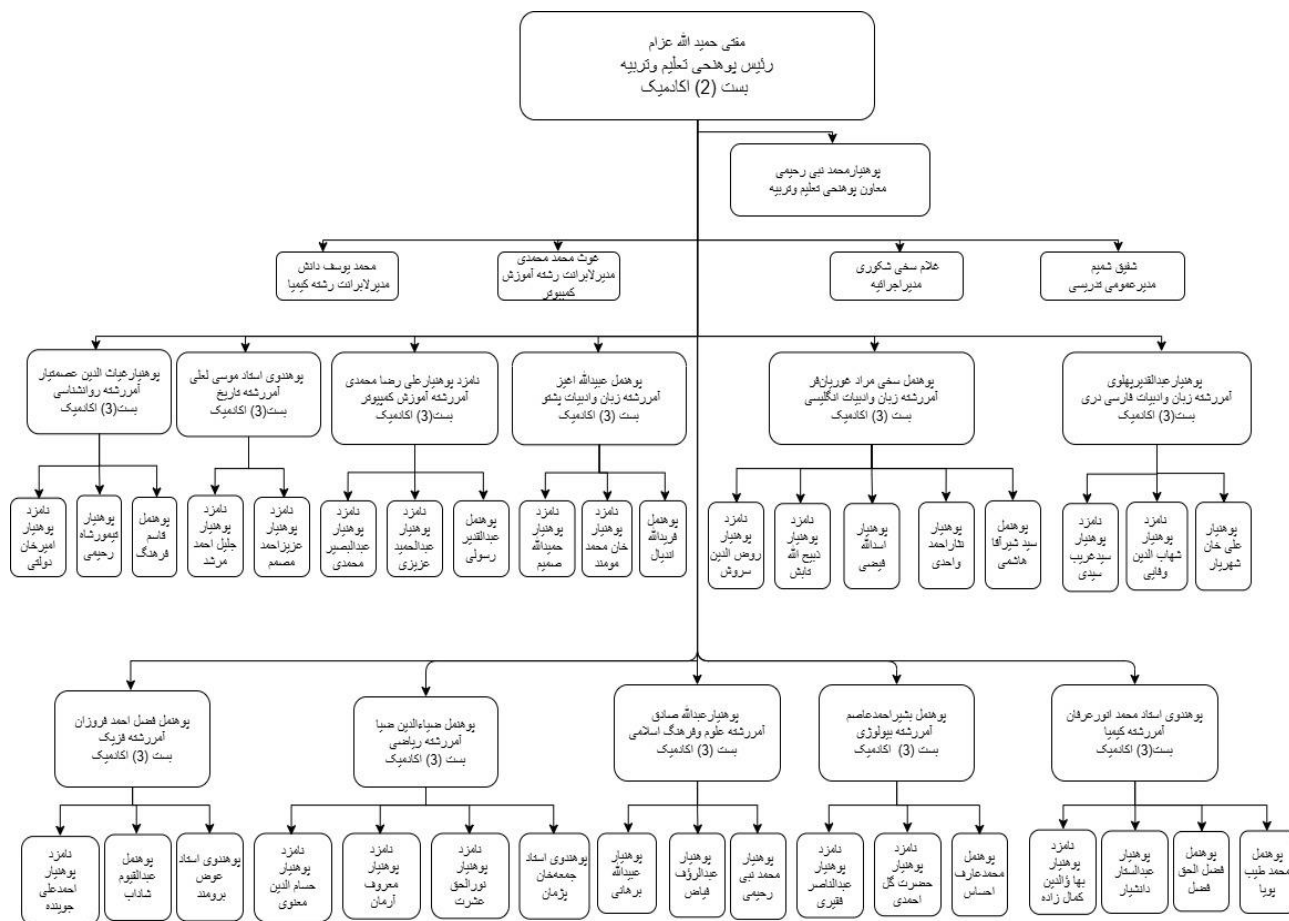 مفتی حمید الله عزام
رئیس پوهنحی تعلیم وتربیه
بست (2) اکادمیک
پوهنیارمحمد نبی رحیمی
معاون پوهنحی تعلیم وتربیه
شفیق شمیم
مدیرعمومی تدریسی
غلام سخی شکوری
مدیراجرائیه
غوث محمد محمدی
مدیرلابرانت رشته آموزش
کمپیوتر
محمد یوسف دانش
مدیرلابرانت رشته کیمیا
پوهنیارعبدالقدیرپهلوی
آمررشته زبان وادبیات فارسی دری
بست(3) اکادمیک
پوهنمل سخی مراد غوریان‌فر
آمررشته زبان وادبیات انگلیسی
بست(3) اکادمیک
پوهنمل عبیدالله اغیز
آمررشته زبان وادبیات پشتو
بست(3) اکادمیک
نامزد پوهنیارعلی رضا محمدی
آمررشته آموزش کمپیوتر
بست(3) اکادمیک
پوهندوی استاد موسی لعلی
آمررشته تاریخ
بست(3) اکادمیک
پوهنیارغیاث الدین عصمتیار
آمررشته روانشناسی
بست(3) اکادمیک
پوهنیار
علی خان
شهریار
نامزد
پوهنیار
شهاب الدین
وفایی
نامزد
پوهنیار
سیدغریب
سیدی
پوهنمل
سید شیرآقا
هاشمی
پوهنیار
نثاراحمد
واحدی
پوهنیار
اسدالله
فیضی
نامزد
پوهنیار
ذبیح الله
تابش
نامزد
پوهنیار
روض الدین
سروش
پوهنمل
فریدالله
اندیال
نامزد
پوهنیار
خان محمد
مومند
نامزد
پوهنیار
حمیدالله
صمیم
پوهنمل
عبدالقدیر
رسولی
نامزد
پوهنیار
عبدالحمید
عزیزی
نامزد
پوهنیار
عبدالبصیر
محمدی
نامزد
پوهنیار
عزیزاحمد
مصمم
نامزد
پوهنیار
جلیل احمد
مرشد
پوهنمل
قاسم
فرهنگ
پوهنیار
تیمورشاه
رحیمی
نامزد
پوهنیار
امیرخان
دولتی
پوهندوی استاد محمد انورعرفان
آمررشته کیمیا
بست(3) اکادمیک
پوهنمل بشیراحمدعاصم
آمررشته بیولوژی
بست (3) اکادمیک
پوهنیارعبدالله صادق
آمررشته علوم وفرهنگ اسلامی
بست (3) اکادمیک
پوهنمل ضیاءالدین ضیا
آمررشته ریاضی
بست (3) اکادمیک
پوهنمل فضل احمد فروزان
آمررشته فزیک
بست (3) اکادمیک
پوهنمل
محمد طیب
پویا
پوهنمل
فضل الحق
فضل
پوهنیار
عبدالستار
دانشیار
نامزد
پوهنیار
بها ؤالدین
کمال زاده
پوهنمل
محمدعارف
احساس
نامزد
پوهنیار
حضرت گل
احمدی
نامزد
پوهنیار
عبدالناصر
فقیری
پوهنیار
محمد نبی
رحیمی
پوهنیار
عبدالرؤف
فیاض
پوهنیار
عبیدالله
برهانی
پوهندوی استاد
جمعه‌خان
پژمان
نامزد
پوهنیار
نورالحق
عشرت
نامزد
پوهنیار
معروف
آرمان
نامزد
پوهنیار
حسام الدین
معنوی
پوهندوی استاد
عوض
برومند
پوهنمل
عبدالقیوم
شاداب
نامزد
پوهنیار
احمدعلی
جوینده